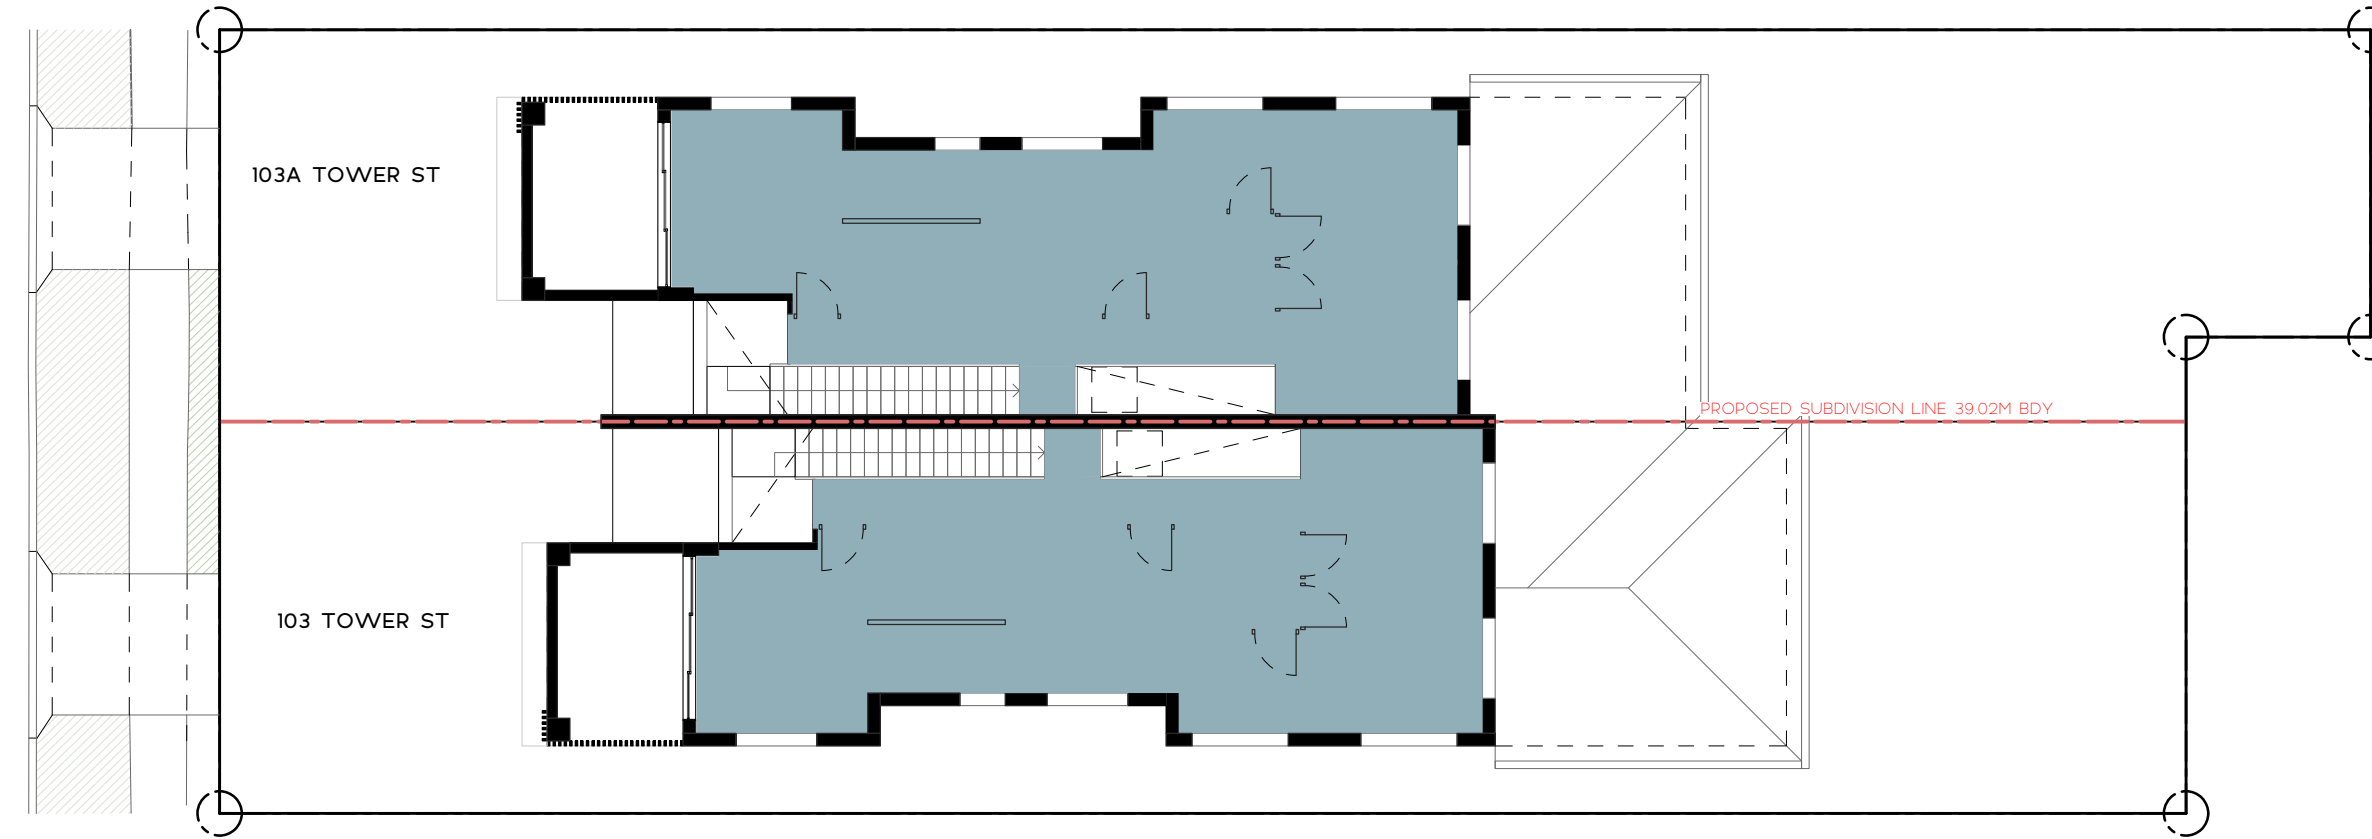 103A TOWER ST
PROPOSED SUBDIVISION LINE 39.02M BDY
103 TOWER ST